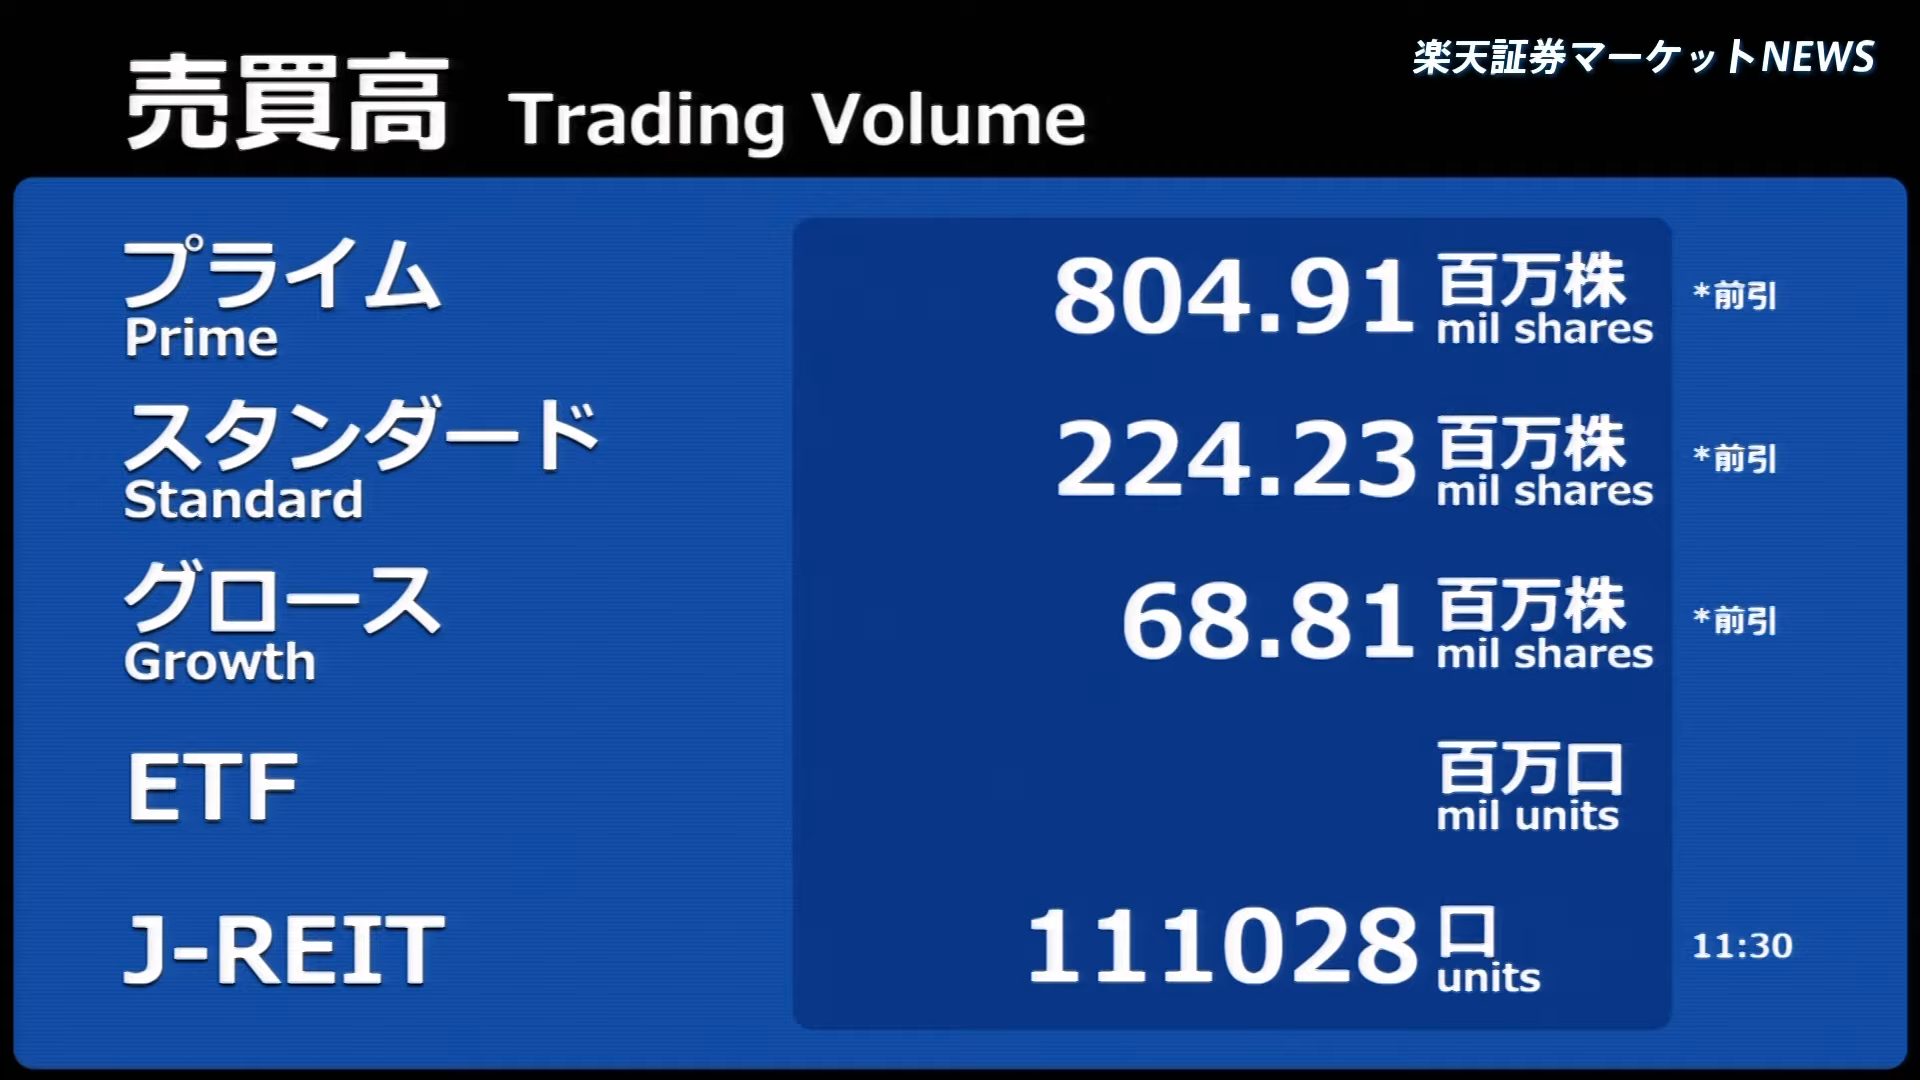 楽天証券マーケットNEWS
売買高 Trading Volume
プライム 804.91 百万株 *前引
Prime mil shares
スタンダード 224.23 百万株 *前引
Standard mil shares
グロース 68.81 百万株 *前引
Growth mil shares
ETF 百万口
mil units
J-REIT 111028 口 11:30
units